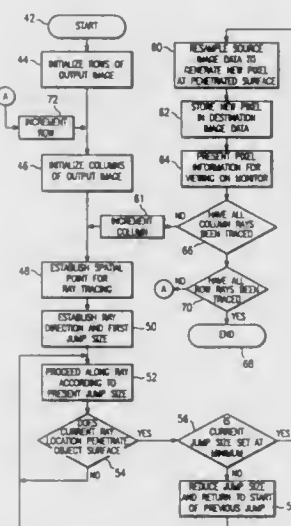 42
START
44
INITIALIZE ROWS
OF OUTPUT IMAGE
A
72
INCREMENT
ROW
46
INITIALIZE COLUMNS
OF OUTPUT IMAGE
61
INCREMENT
COLUMN
48
ESTABLISH SPATIAL
POINT FOR
RAY TRACING
ESTABLISH RAY
DIRECTION AND FIRST
JUMP SIZE
50
PROCEED ALONG RAY
ACCORDING TO
PRESENT JUMP SIZE
52
DOES
CURRENT RAY
LOCATION PENETRATE
OBJECT SURFACE
54
YES
NO
56
IS
CURRENT
JUMP SIZE SET AT
MINIMUM
YES
NO
REDUCE JUMP SIZE
AND RETURN TO START
OF PREVIOUS JUMP
60
RESAMPLE SOURCE
IMAGE DATA TO
GENERATE NEW PIXEL
AT PENETRATED SURFACE
62
STORE NEW PIXEL
IN DESTINATION
IMAGE DATA
64
PRESENT PIXEL
INFORMATION FOR
VIEWING ON MONITOR
NO
HAVE ALL
COLUMN RAYS
BEEN TRACED
66
YES
A
NO
HAVE ALL
ROW RAYS BEEN
TRACED
70
YES
END
68